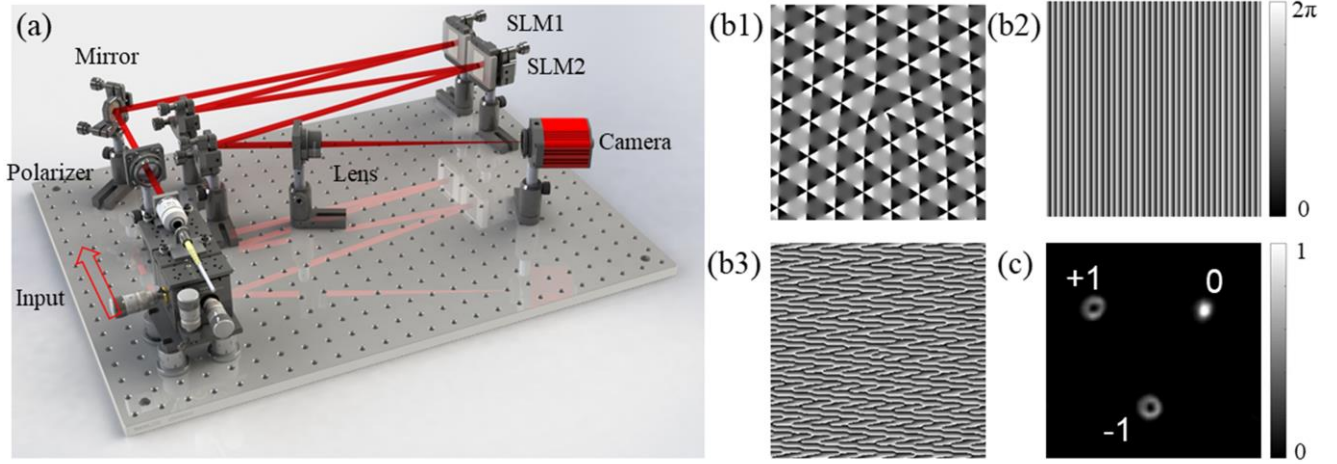 (a)
SLM1
SLM2
Mirror
Camera
Polarizer
Lens
Input
(b1)
(b2)
2π
0
(b3)
(c)
+1
0
-1
1
0